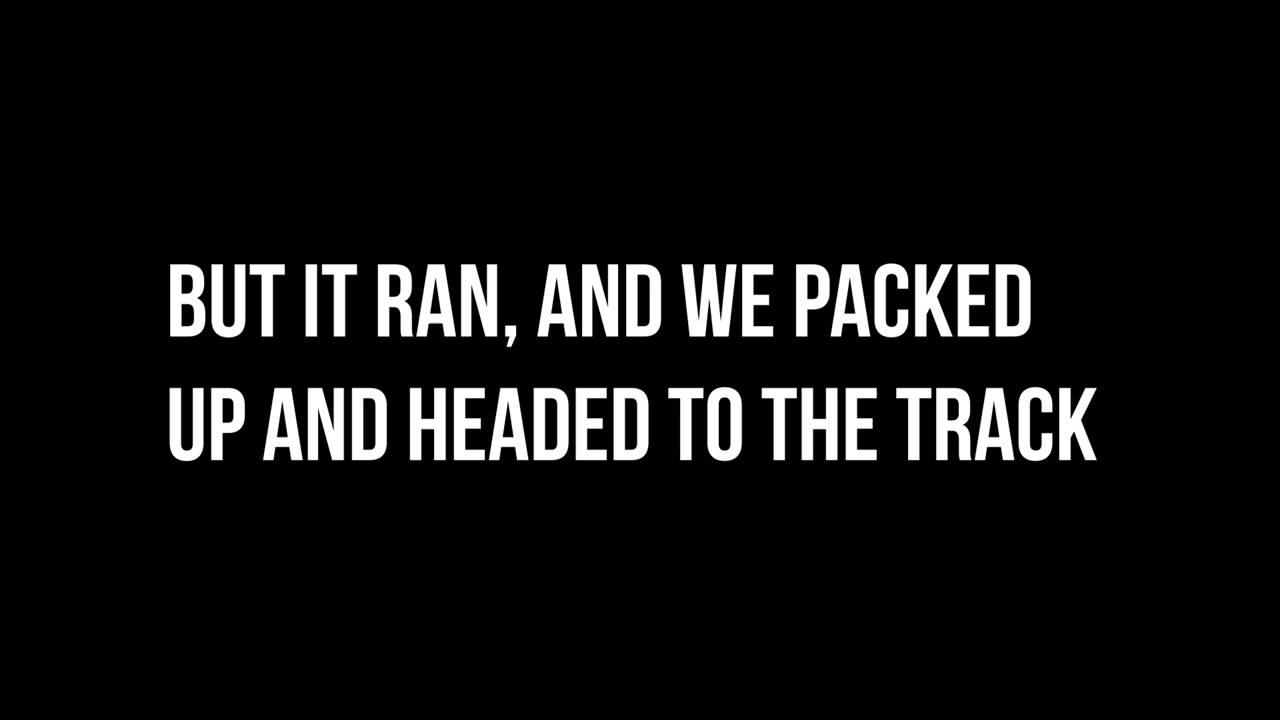 BUT IT RAN, AND WE PACKED
UP AND HEADED TO THE TRACK